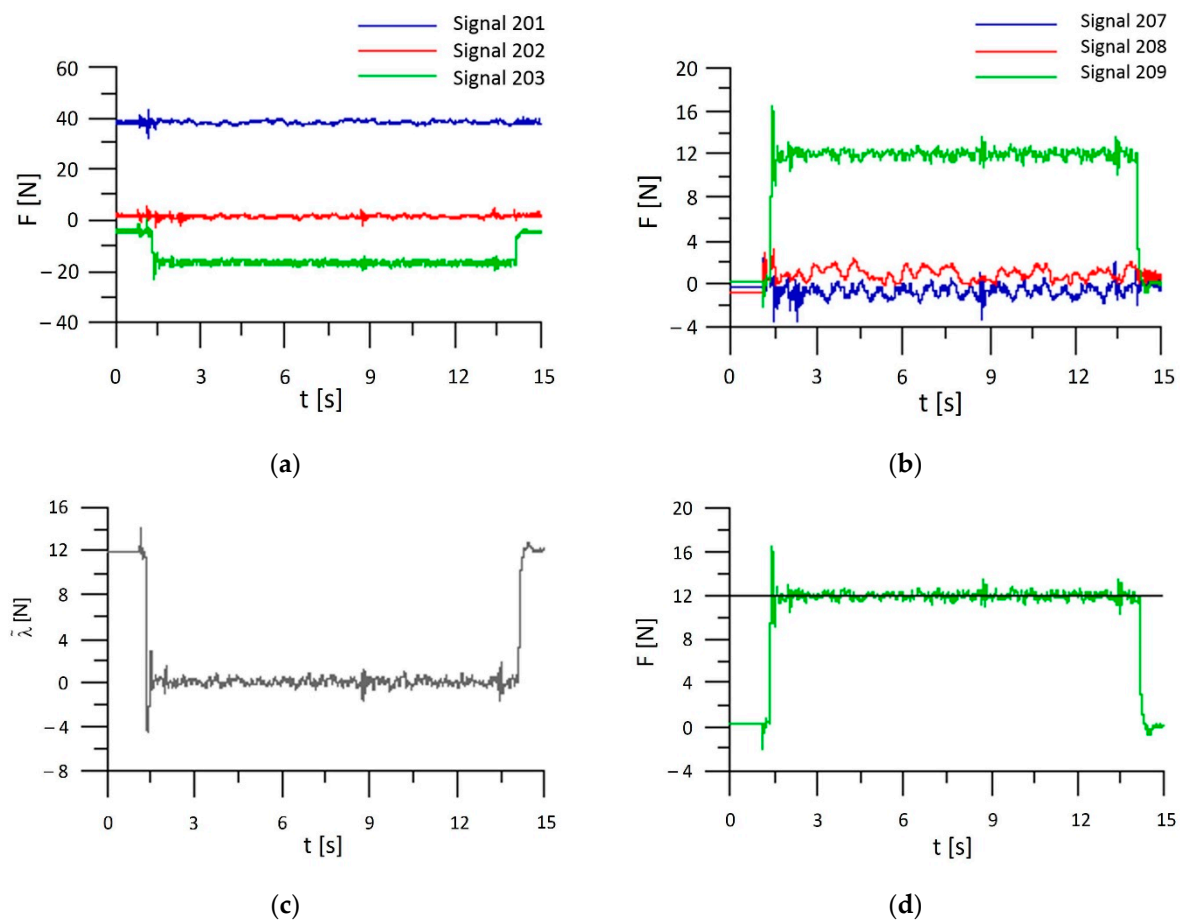 Signal 201
Signal 202
Signal 203
60
40
20
0
−20
−40
F [N]
0 3 6 9 12 15
t [s]
(a)
Signal 207
Signal 208
Signal 209
20
16
12
8
4
0
−4
F [N]
0 3 6 9 12 15
t [s]
(b)
16
12
8
4
0
−4
−8
λ̃ [N]
0 3 6 9 12 15
t [s]
(c)
20
16
12
8
4
0
−4
F [N]
0 3 6 9 12 15
t [s]
(d)